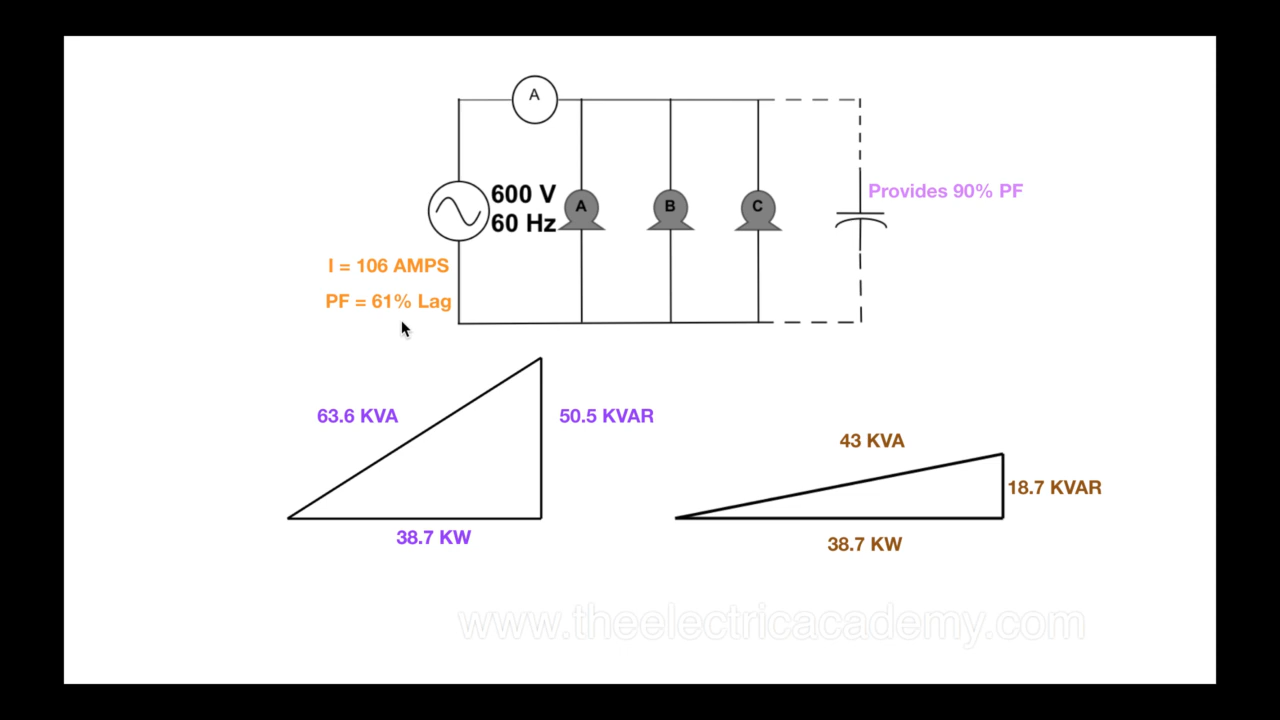 A
600 V
60 Hz
A
B
C
Provides 90% PF
I = 106 AMPS
PF = 61% Lag
63.6 KVA
50.5 KVAR
38.7 KW
43 KVA
18.7 KVAR
38.7 KW
www.theelectricacademy.com